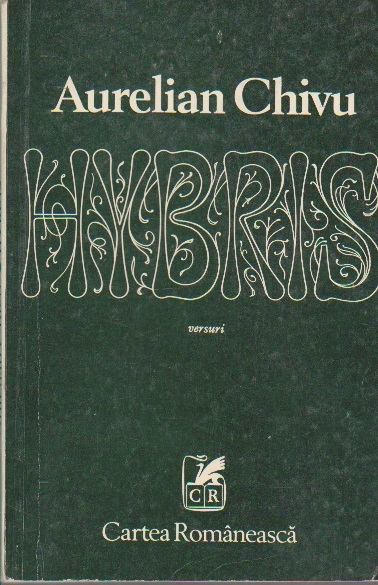 Aurelian Chivu
HYBRIS
versuri
CR
Cartea Românească